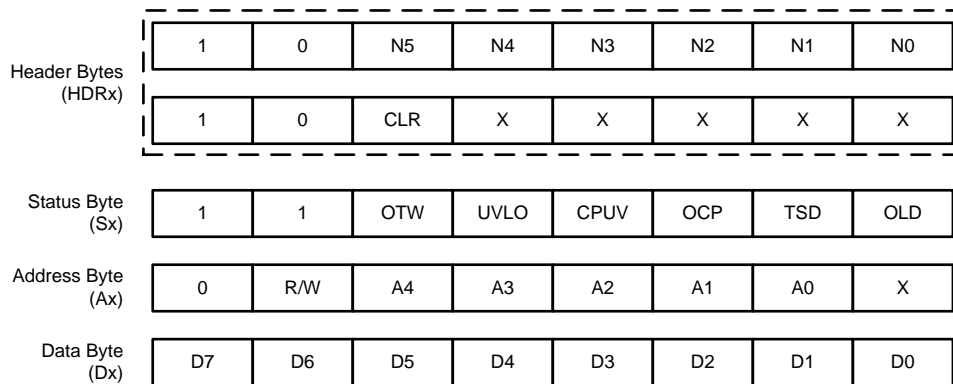 Header Bytes
(HDRx)
1 0 N5 N4 N3 N2 N1 N0
1 0 CLR X X X X X
Status Byte
(Sx)
1 1 OTW UVLO CPUV OCP TSD OLD
Address Byte
(Ax)
0 R/W A4 A3 A2 A1 A0 X
Data Byte
(Dx)
D7 D6 D5 D4 D3 D2 D1 D0